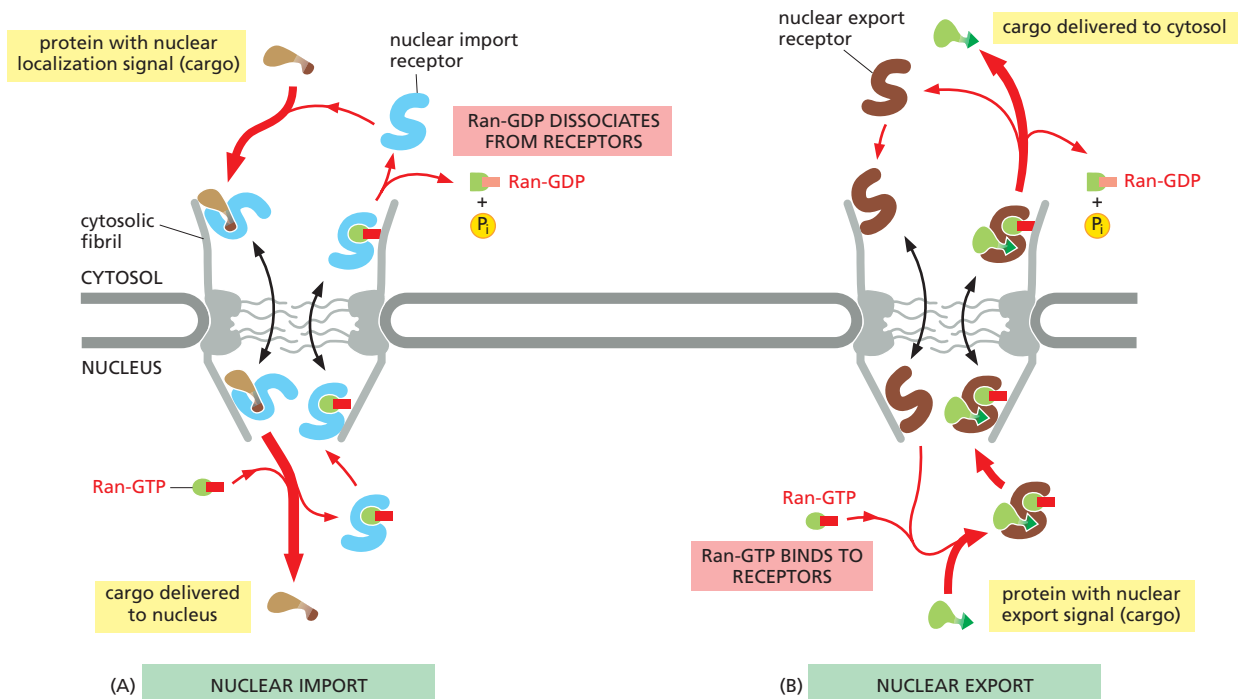 protein with nuclear
localization signal (cargo)
nuclear import
receptor
Ran-GDP DISSOCIATES
FROM RECEPTORS
Ran-GDP
+
Pi
cytosolic
fibril
CYTOSOL
NUCLEUS
Ran-GTP
cargo delivered
to nucleus
(A) NUCLEAR IMPORT
nuclear export
receptor
cargo delivered to cytosol
Ran-GDP
+
Pi
Ran-GTP
Ran-GTP BINDS TO
RECEPTORS
protein with nuclear
export signal (cargo)
(B) NUCLEAR EXPORT